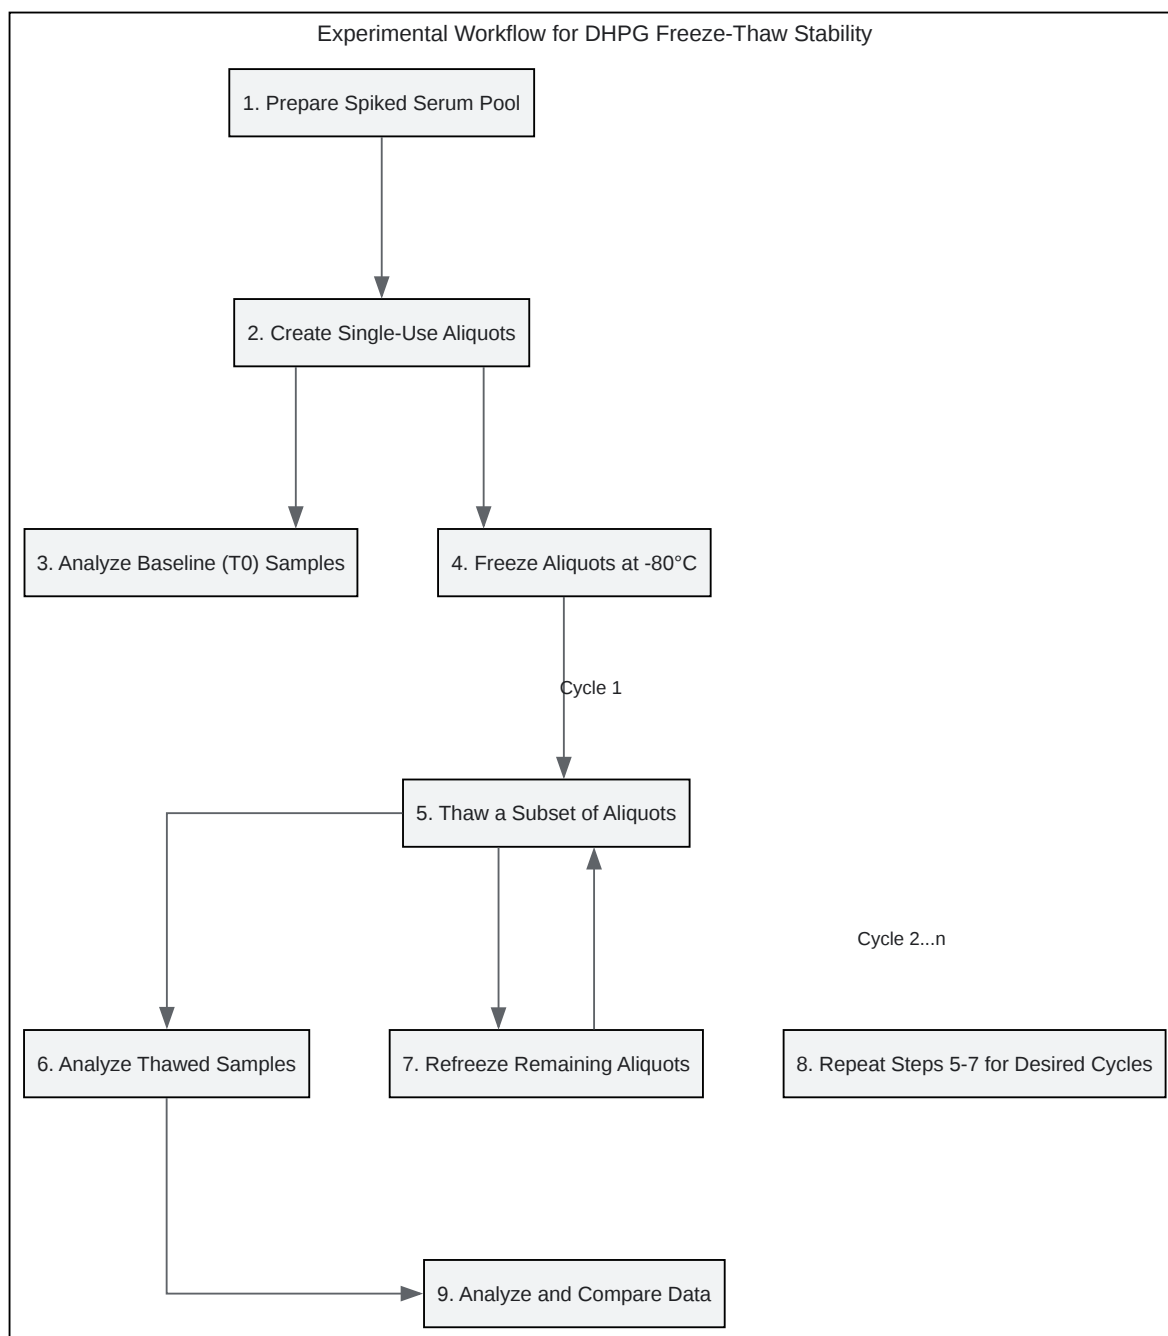 Experimental Workflow for DHPG Freeze-Thaw Stability
1. Prepare Spiked Serum Pool
2. Create Single-Use Aliquots
3. Analyze Baseline (T0) Samples
4. Freeze Aliquots at -80°C
Cycle 1
5. Thaw a Subset of Aliquots
Cycle 2...n
6. Analyze Thawed Samples
7. Refreeze Remaining Aliquots
8. Repeat Steps 5-7 for Desired Cycles
9. Analyze and Compare Data